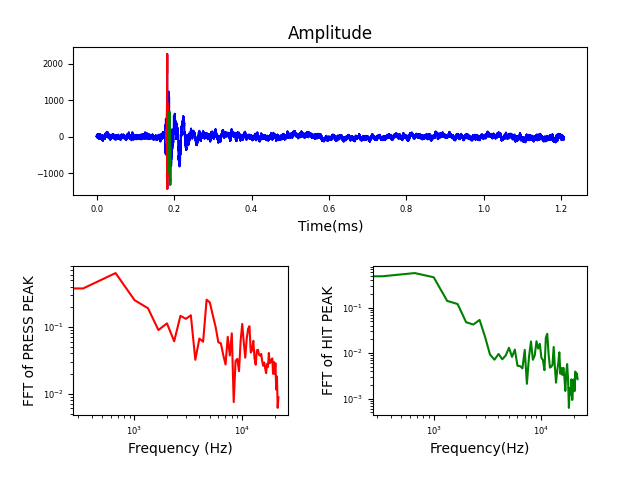 Amplitude
2000
1000
0
−1000
0.0 0.2 0.4 0.6 0.8 1.0 1.2
Time(ms)
FFT of PRESS PEAK
10⁻¹
10⁻²
10³ 10⁴
Frequency (Hz)
FFT of HIT PEAK
10⁻¹
10⁻²
10⁻³
10³ 10⁴
Frequency(Hz)